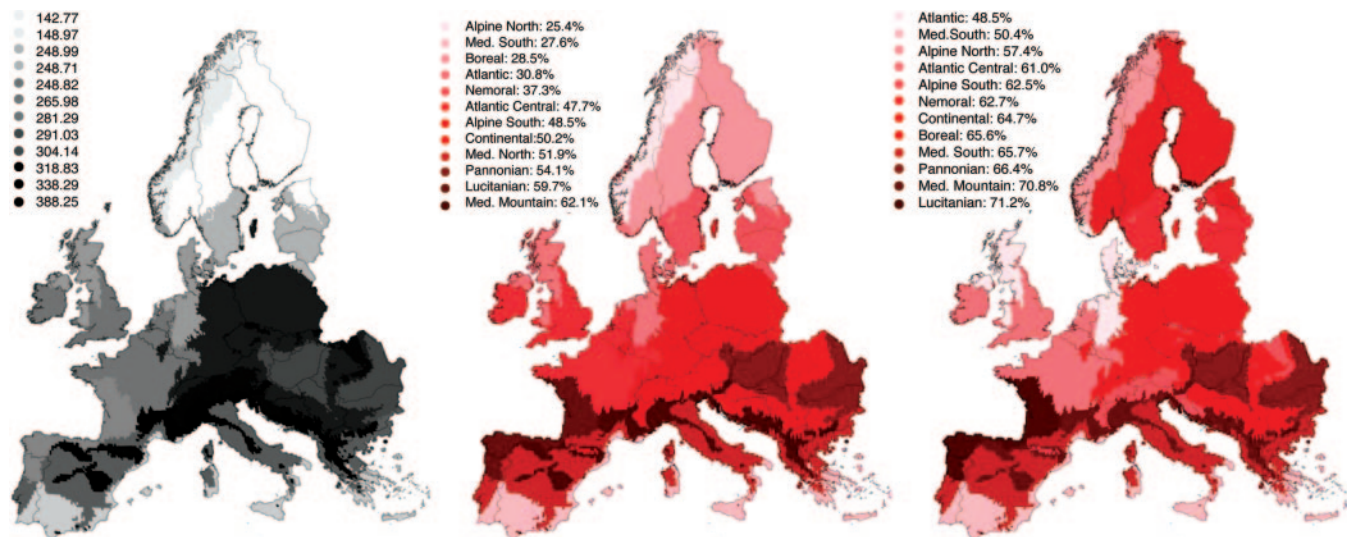 142.77
148.97
248.99
248.71
248.82
265.98
281.29
291.03
304.14
318.83
338.29
388.25
Alpine North: 25.4%
Med. South: 27.6%
Boreal: 28.5%
Atlantic: 30.8%
Nemoral: 37.3%
Atlantic Central: 47.7%
Alpine South: 48.5%
Continental:50.2%
Med. North: 51.9%
Pannonian: 54.1%
Lucitanian: 59.7%
Med. Mountain: 62.1%
Atlantic: 48.5%
Med.South: 50.4%
Alpine North: 57.4%
Atlantic Central: 61.0%
Alpine South: 62.5%
Nemoral: 62.7%
Continental: 64.7%
Boreal: 65.6%
Med. South: 65.7%
Pannonian: 66.4%
Med. Mountain: 70.8%
Lucitanian: 71.2%